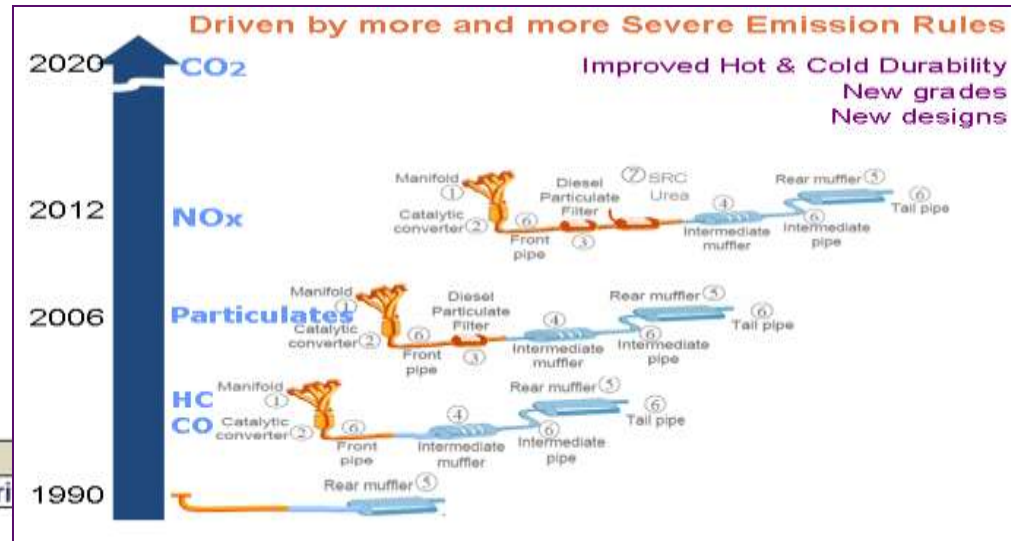 Driven by more and more Severe Emission Rules
2020
CO2
Improved Hot & Cold Durability
New grades
New designs
2012
NOx
Manifold
①
Catalytic
converter ②
⑥
Front
pipe
Diesel
Particulate
Filter
③
⑦ SRC
Urea
④
Intermediate
muffler
Rear muffler ⑤
⑥
Intermediate
pipe
⑥
Tail pipe
2006
Particulates
Manifold
①
Catalytic
converter ②
⑥
Front
pipe
Diesel
Particulate
Filter
③
④
Intermediate
muffler
Rear muffler ⑤
⑥
Intermediate
pipe
⑥
Tail pipe
HC
CO
Manifold
①
Catalytic
converter ②
⑥
Front
pipe
④
Intermediate
muffler
Rear muffler ⑤
⑥
Intermediate
pipe
⑥
Tail pipe
1990
Rear muffler ⑤